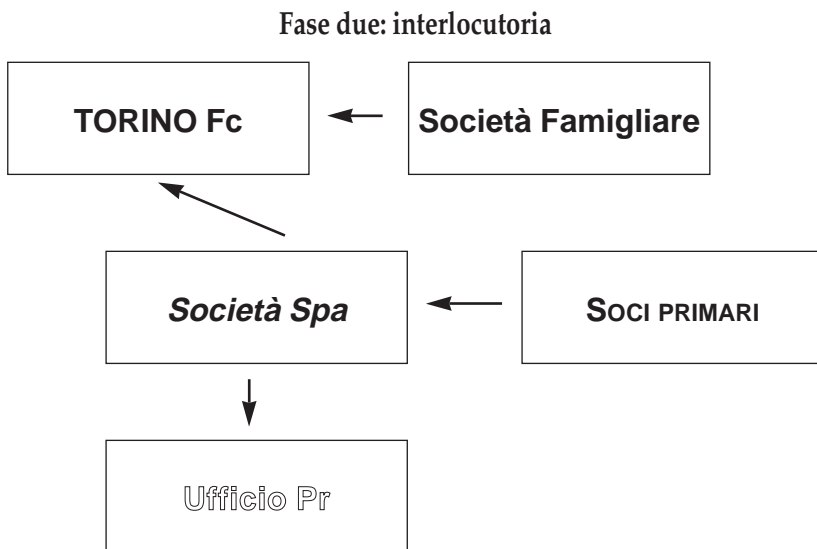 Fase due: interlocutoria
TORINO Fc
Società Famigliare
Società Spa
SOCI PRIMARI
Ufficio Pr